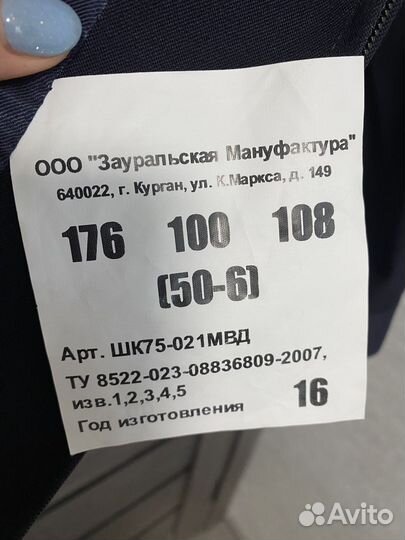 ООО "Зауральская Мануфактура"
640022, г. Курган, ул. К.Маркса, д. 149
176 100 108
(50-6)
Арт. ШК75-021МВД
ТУ 8522-023-08836809-2007,
изв.1,2,3,4,5
Год изготовления 16
Avito